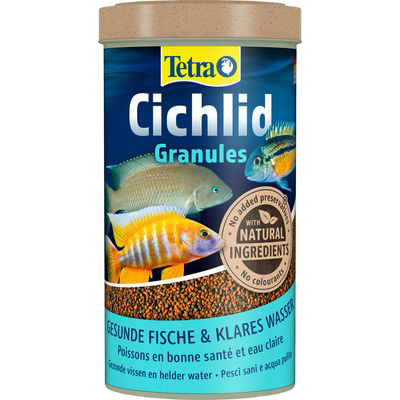 Tetra
Cichlid
Granules
No added preservatives
WITH
NATURAL
INGREDIENTS
No colourants
GESUNDE FISCHE & KLARES WASSER
Poissons en bonne santé et eau claire
Gezonde vissen en helder water • Pesci sani e acqua pulita